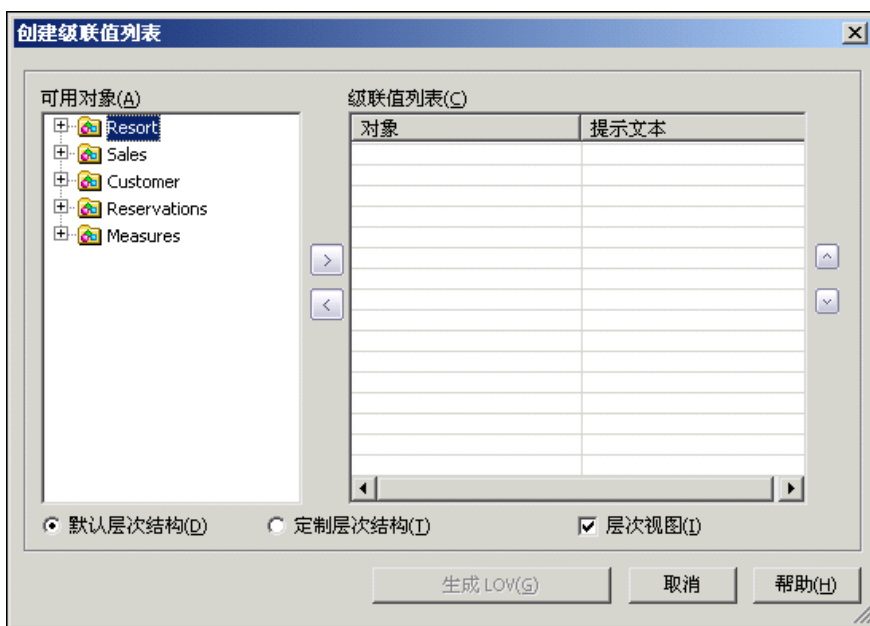 创建级联值列表
可用对象(A) 级联值列表(C)
对象 提示文本
Resort
Sales
Customer
Reservations
Measures
默认层次结构(D) 定制层次结构(T) 层次视图(I)
生成 LOV(G) 取消 帮助(H)